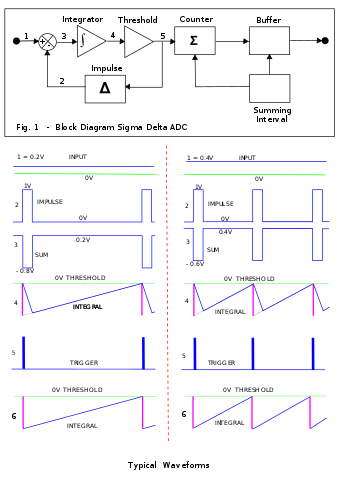 Integrator Threshold Counter Buffer
1 3 4 5
∫ Σ
2 Impulse
Δ
Summing
Interval
Fig. 1 - Block Diagram Sigma Delta ADC
1 = 0.2V INPUT
0V
1V
2 IMPULSE
0V
3 0.2V
SUM
- 0.8V
0V THRESHOLD
4 INTEGRAL
5
TRIGGER
0V THRESHOLD
6
INTEGRAL
1 = 0.4V INPUT
0V
1V
2 IMPULSE
0V
3 0.4V
SUM
- 0.6V
0V THRESHOLD
4
INTEGRAL
5
TRIGGER
0V THRESHOLD
6
INTEGRAL
Typical Waveforms